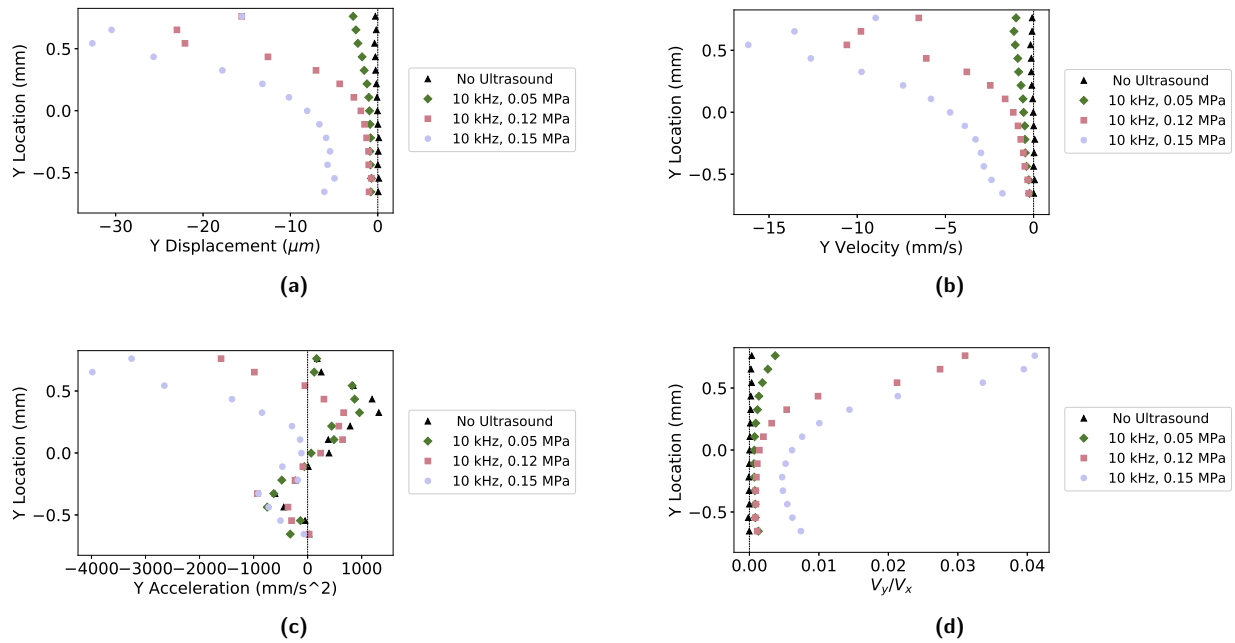 Y Location (mm)
0.5
0.0
−0.5
−30
−20
−10
0
Y Displacement (μm)
No Ultrasound
10 kHz, 0.05 MPa
10 kHz, 0.12 MPa
10 kHz, 0.15 MPa
(a)
Y Location (mm)
0.5
0.0
−0.5
−15
−10
−5
0
Y Velocity (mm/s)
No Ultrasound
10 kHz, 0.05 MPa
10 kHz, 0.12 MPa
10 kHz, 0.15 MPa
(b)
Y Location (mm)
0.5
0.0
−0.5
−4000
−3000
−2000
−1000
0
1000
Y Acceleration (mm/s^2)
No Ultrasound
10 kHz, 0.05 MPa
10 kHz, 0.12 MPa
10 kHz, 0.15 MPa
(c)
Y Location (mm)
0.5
0.0
−0.5
0.00
0.01
0.02
0.03
0.04
Vy/Vx
No Ultrasound
10 kHz, 0.05 MPa
10 kHz, 0.12 MPa
10 kHz, 0.15 MPa
(d)